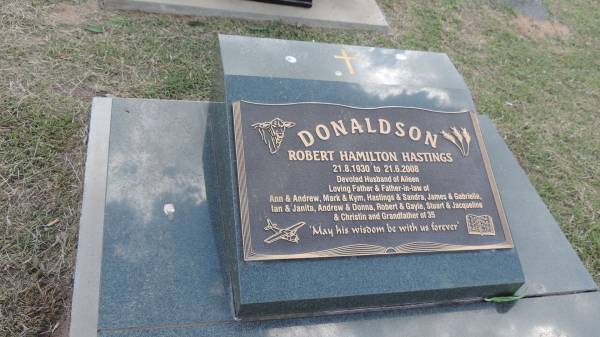 DONALDSON
ROBERT HAMILTON HASTINGS
21.8.1930 to 21.6.2008
Devoted Husband of Aileen
Loving Father & Father-in-law of
Ann & Andrew, Mark & Kym, Hastings & Sandra, James & Gabrielle,
Ian & Janita, Andrew & Donna, Robert & Gayle, Stuart & Jacqueline
& Christin and Grandfather of 35
'May his wisdom be with us forever'